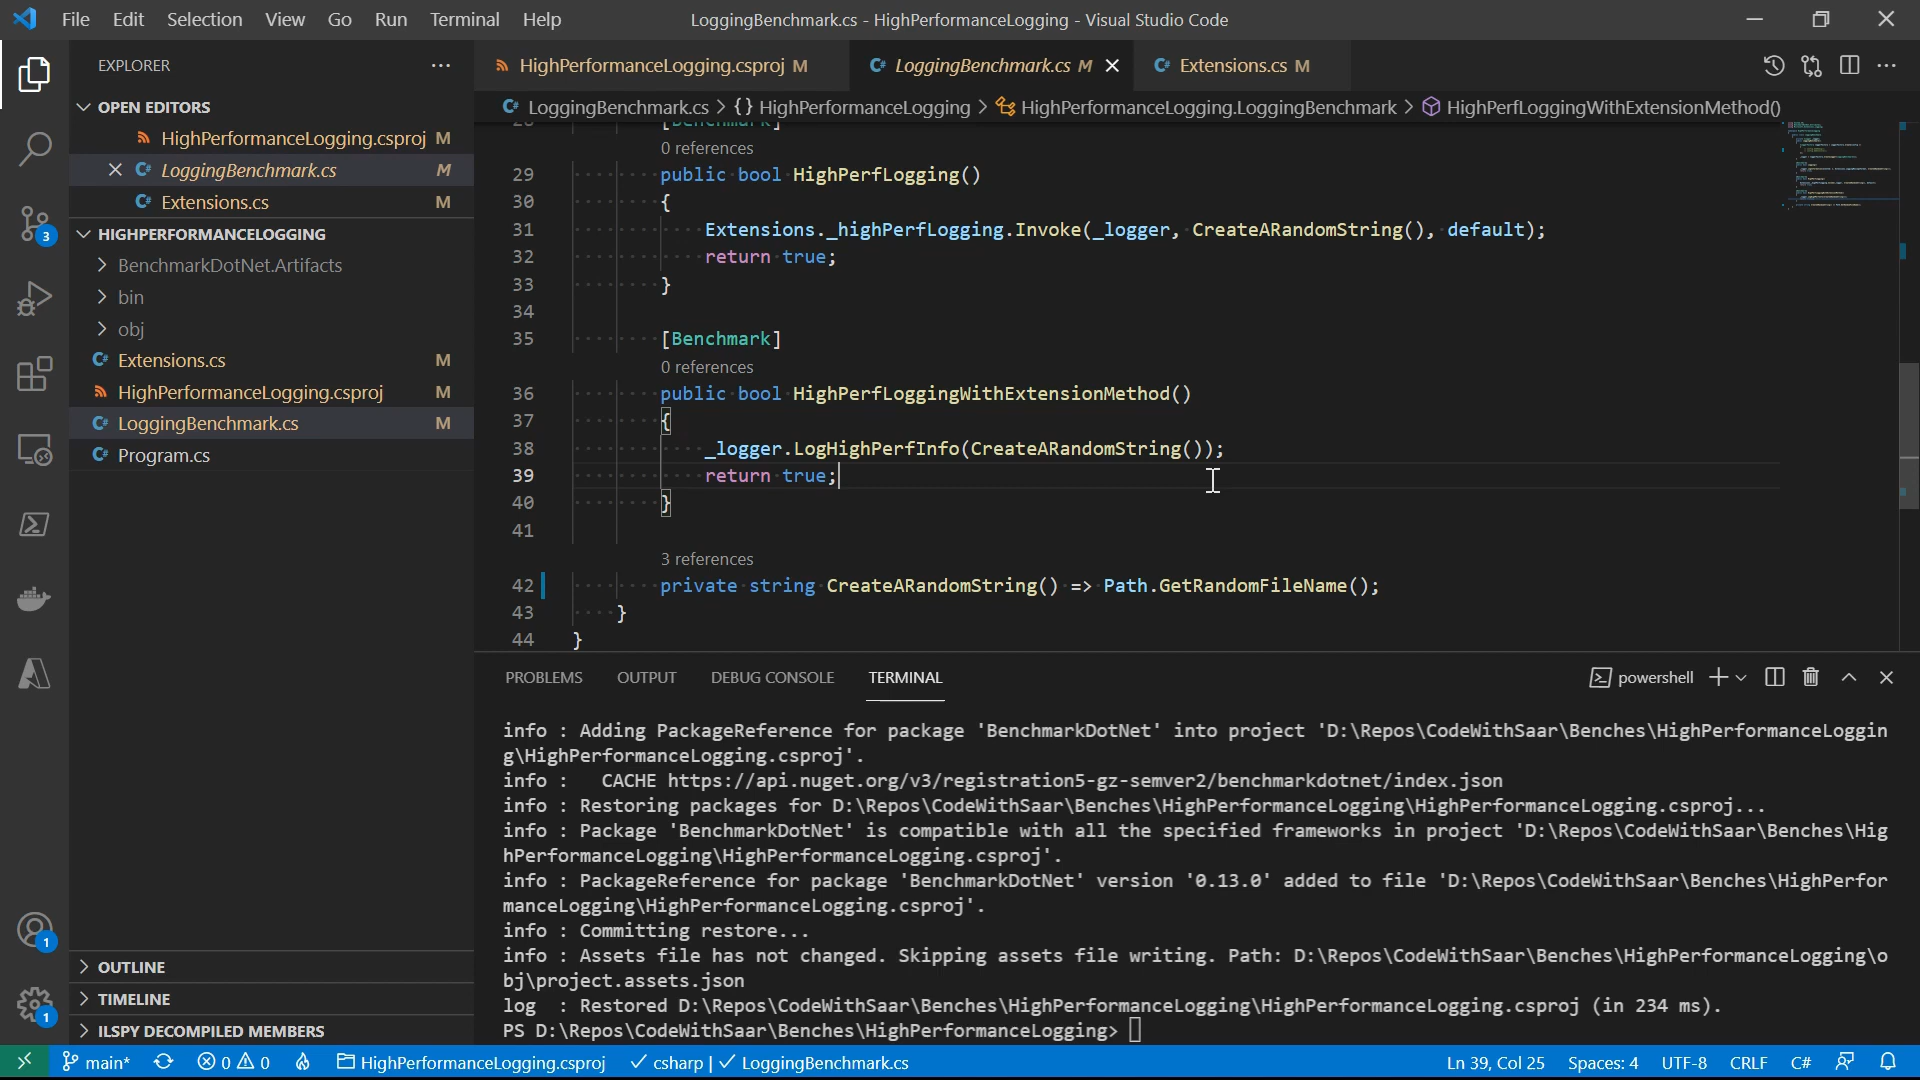 File Edit Selection View Go Run Terminal Help
LoggingBenchmark.cs - HighPerformanceLogging - Visual Studio Code
EXPLORER
OPEN EDITORS
HighPerformanceLogging.csproj M
LoggingBenchmark.cs M
Extensions.cs M
HIGHPERFORMANCELOGGING
BenchmarkDotNet.Artifacts
bin
obj
Extensions.cs M
HighPerformanceLogging.csproj M
LoggingBenchmark.cs M
Program.cs
OUTLINE
TIMELINE
ILSPY DECOMPILED MEMBERS
3
1
1
HighPerformanceLogging.csproj M
LoggingBenchmark.cs M
Extensions.cs M
LoggingBenchmark.cs > {} HighPerformanceLogging > HighPerformanceLogging.LoggingBenchmark > HighPerfLoggingWithExtensionMethod()
28 [Benchmark]
0 references
29 public bool HighPerfLogging()
30 {
31 Extensions._highPerfLogging.Invoke(_logger, CreateARandomString(), default);
32 return true;
33 }
34
35 [Benchmark]
0 references
36 public bool HighPerfLoggingWithExtensionMethod()
37 {
38 _logger.LogHighPerfInfo(CreateARandomString());
39 return true;
40 }
41
3 references
42 private string CreateARandomString() => Path.GetRandomFileName();
43 }
44 }
PROBLEMS OUTPUT DEBUG CONSOLE TERMINAL
powershell
info : Adding PackageReference for package 'BenchmarkDotNet' into project 'D:\Repos\CodeWithSaar\Benches\HighPerformanceLoggin
g\HighPerformanceLogging.csproj'.
info :   CACHE https://api.nuget.org/v3/registration5-gz-semver2/benchmarkdotnet/index.json
info : Restoring packages for D:\Repos\CodeWithSaar\Benches\HighPerformanceLogging\HighPerformanceLogging.csproj...
info : Package 'BenchmarkDotNet' is compatible with all the specified frameworks in project 'D:\Repos\CodeWithSaar\Benches\Hig
hPerformanceLogging\HighPerformanceLogging.csproj'.
info : PackageReference for package 'BenchmarkDotNet' version '0.13.0' added to file 'D:\Repos\CodeWithSaar\Benches\HighPerfor
manceLogging\HighPerformanceLogging.csproj'.
info : Committing restore...
info : Assets file has not changed. Skipping assets file writing. Path: D:\Repos\CodeWithSaar\Benches\HighPerformanceLogging\o
bj\project.assets.json
log  : Restored D:\Repos\CodeWithSaar\Benches\HighPerformanceLogging\HighPerformanceLogging.csproj (in 234 ms).
PS D:\Repos\CodeWithSaar\Benches\HighPerformanceLogging>
main* 0 0 HighPerformanceLogging.csproj csharp | LoggingBenchmark.cs
Ln 39, Col 25 Spaces: 4 UTF-8 CRLF C#